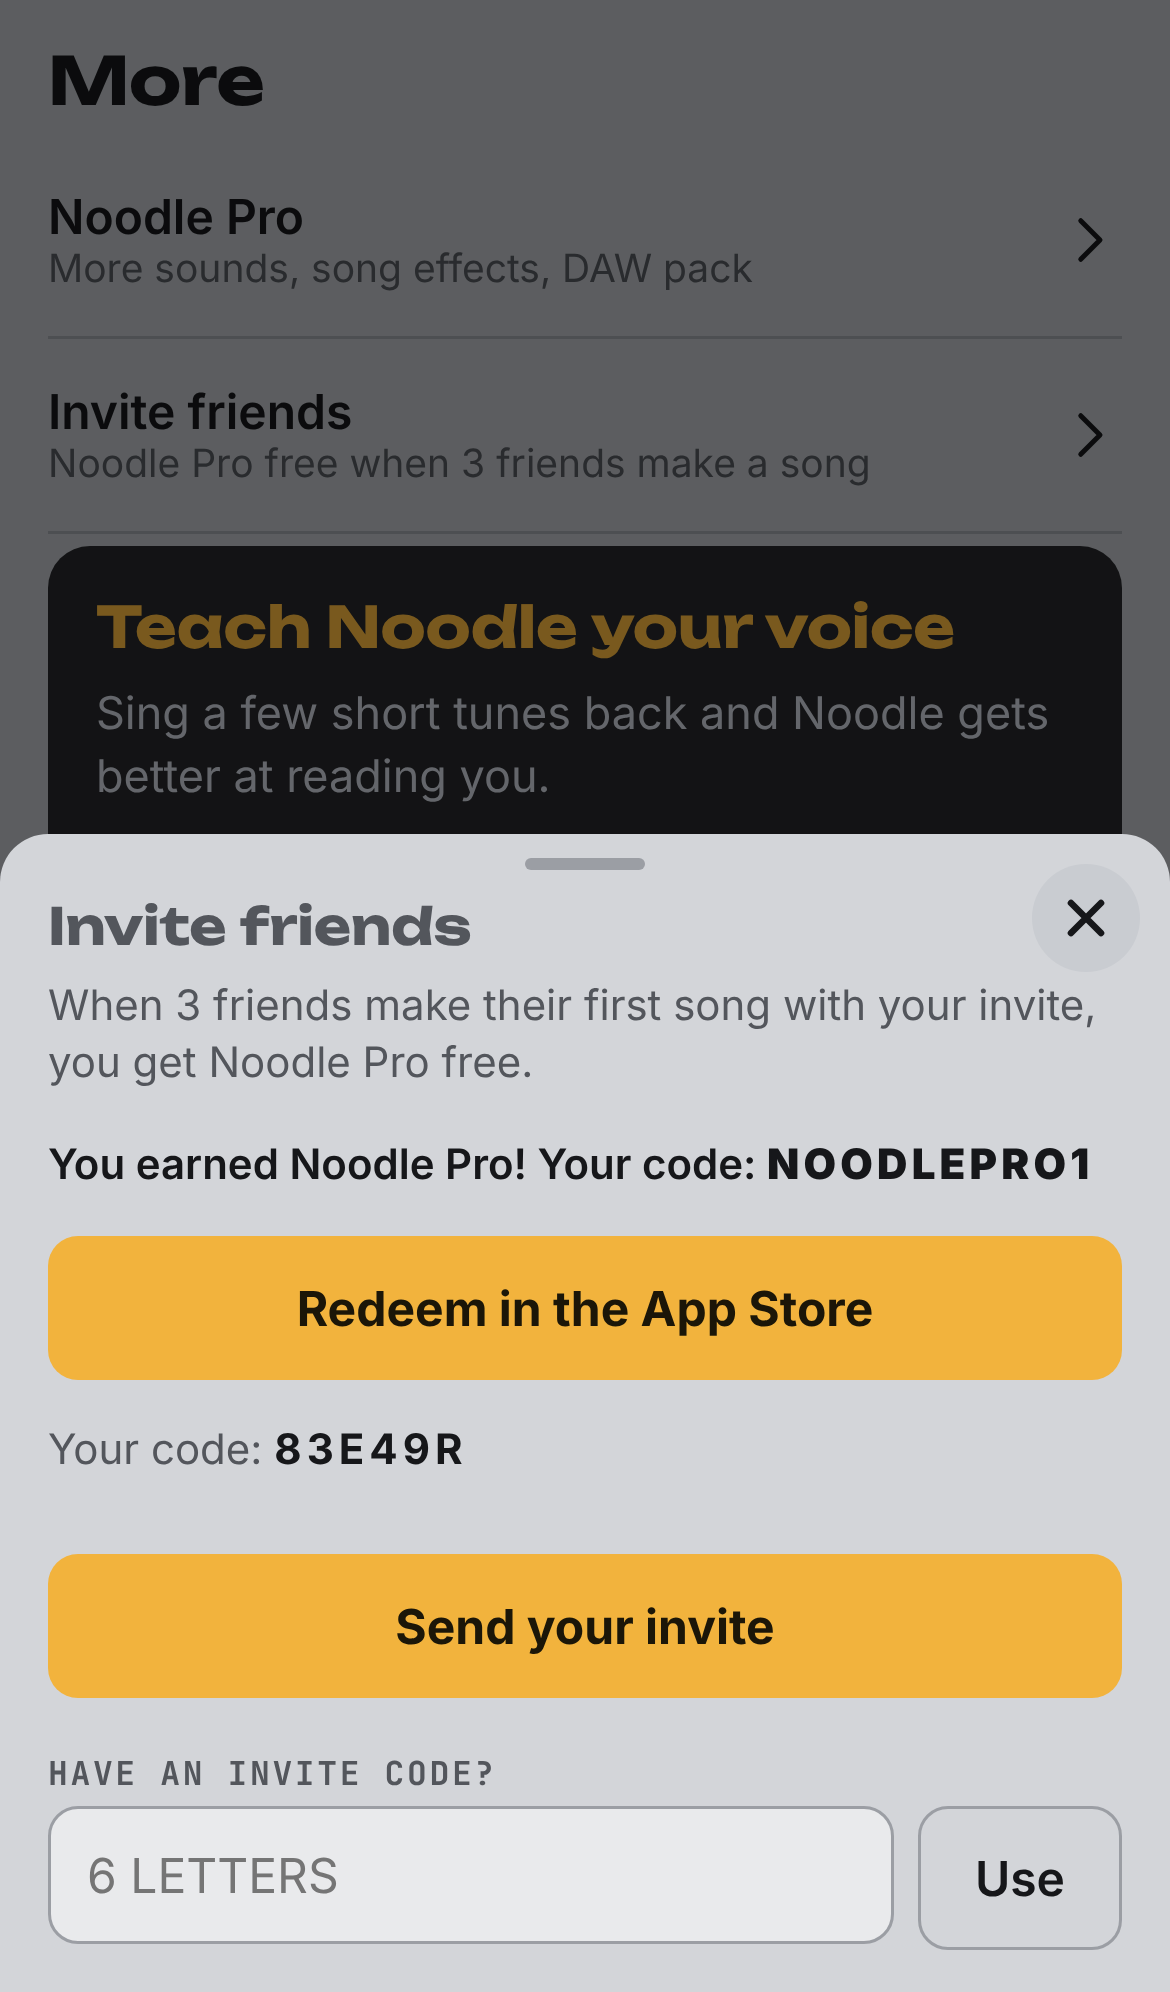 More
Noodle Pro
More sounds, song effects, DAW pack
Invite friends
Noodle Pro free when 3 friends make a song
Teach Noodle your voice
Sing a few short tunes back and Noodle gets
better at reading you.
Invite friends
When 3 friends make their first song with your invite,
you get Noodle Pro free.
You earned Noodle Pro! Your code: NOODLEPRO1
Redeem in the App Store
Your code: 83E49R
Send your invite
HAVE AN INVITE CODE?
6 LETTERS
Use